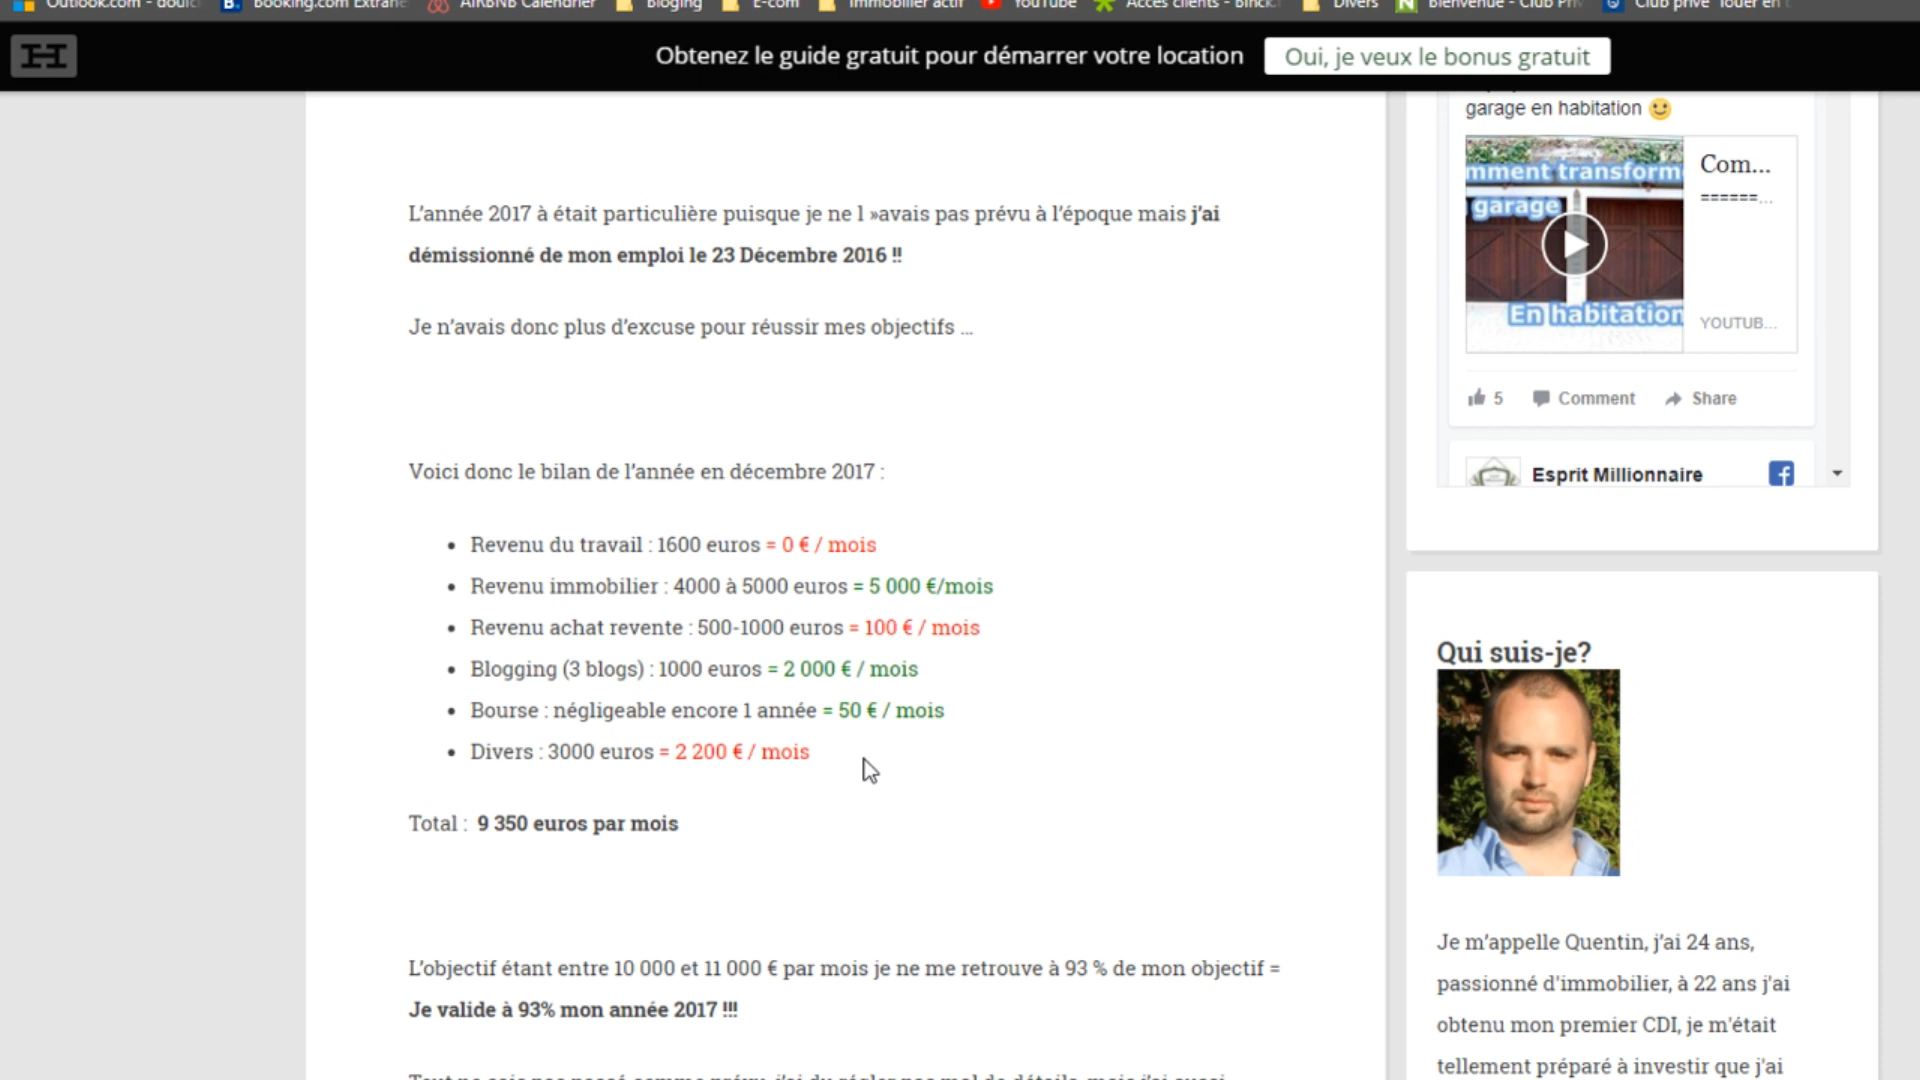 Outlook.com - doulc
Booking.com Extrane
AIRBNB Calendrier
Bloging
E-com
Immobilier actif
YouTube
Accès clients - Binck.
Divers
Bienvenue - Club Priv
Club privé "louer en c
Obtenez le guide gratuit pour démarrer votre location
Oui, je veux le bonus gratuit
L'année 2017 à était particulière puisque je ne l »avais pas prévu à l'époque mais j'ai
démissionné de mon emploi le 23 Décembre 2016 !!
Je n'avais donc plus d'excuse pour réussir mes objectifs ...
Voici donc le bilan de l'année en décembre 2017 :
• Revenu du travail : 1600 euros = 0 € / mois
• Revenu immobilier : 4000 à 5000 euros = 5 000 €/mois
• Revenu achat revente : 500-1000 euros = 100 € / mois
• Blogging (3 blogs) : 1000 euros = 2 000 € / mois
• Bourse : négligeable encore 1 année = 50 € / mois
• Divers : 3000 euros = 2 200 € / mois
Total : 9 350 euros par mois
L'objectif étant entre 10 000 et 11 000 € par mois je ne me retrouve à 93 % de mon objectif =
Je valide à 93% mon année 2017 !!!
garage en habitation
mment transform
garage
En habitation
Com...
======...
YOUTUB...
5
Comment
Share
Esprit Millionnaire
Qui suis-je?
Je m'appelle Quentin, j'ai 24 ans,
passionné d'immobilier, à 22 ans j'ai
obtenu mon premier CDI, je m'était
tellement préparé à investir que j'ai